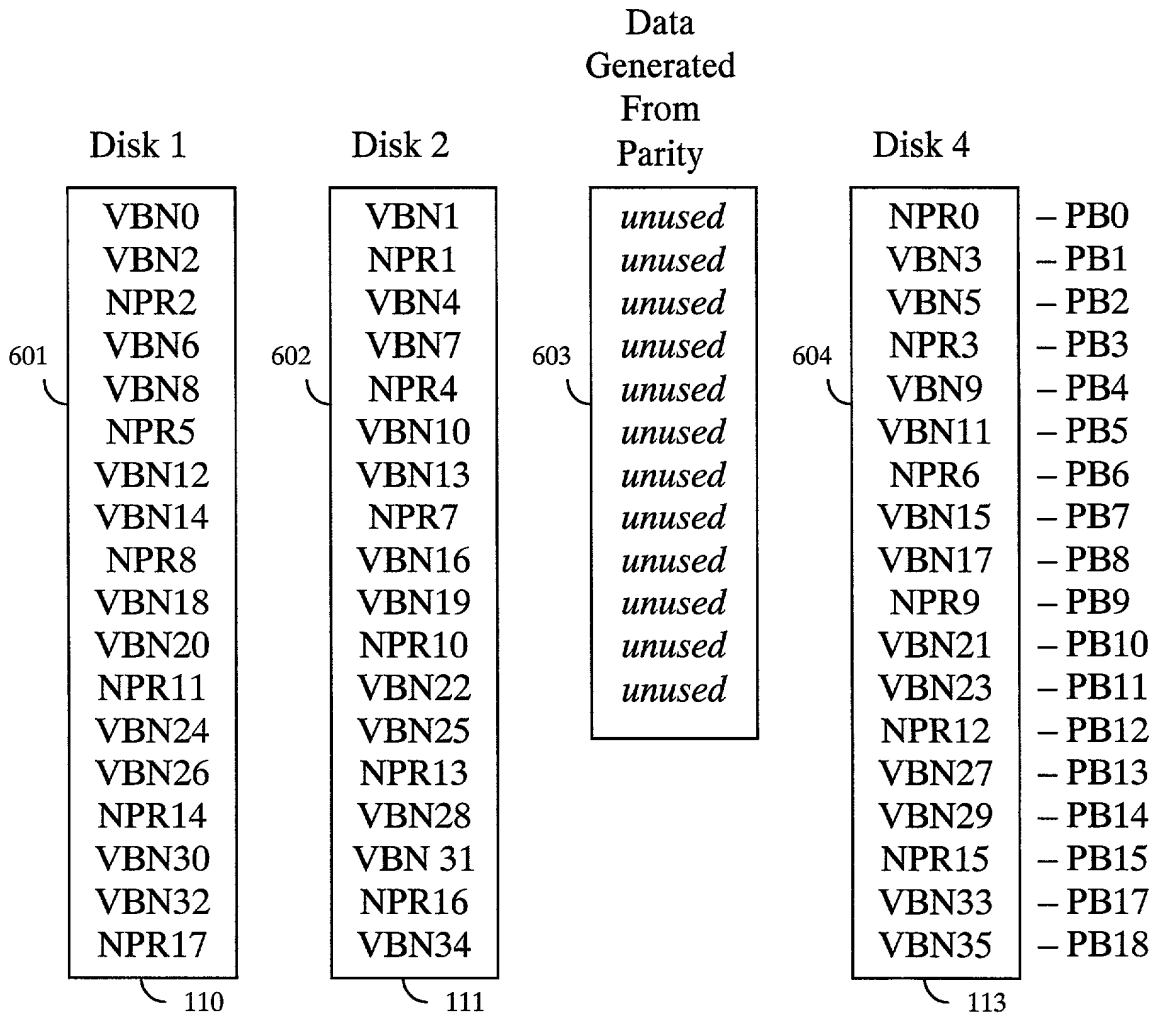 Data
Generated
From
Parity
Disk 1 Disk 2 Disk 4
VBN0 VBN1 unused NPR0 – PB0
VBN2 NPR1 unused VBN3 – PB1
NPR2 VBN4 unused VBN5 – PB2
VBN6 VBN7 unused NPR3 – PB3
601 602 603 604
VBN8 NPR4 unused VBN9 – PB4
NPR5 VBN10 unused VBN11 – PB5
VBN12 VBN13 unused NPR6 – PB6
VBN14 NPR7 unused VBN15 – PB7
NPR8 VBN16 unused VBN17 – PB8
VBN18 VBN19 unused NPR9 – PB9
VBN20 NPR10 unused VBN21 – PB10
NPR11 VBN22 unused VBN23 – PB11
VBN24 VBN25 NPR12 – PB12
VBN26 NPR13 VBN27 – PB13
NPR14 VBN28 VBN29 – PB14
VBN30 VBN 31 NPR15 – PB15
VBN32 NPR16 VBN33 – PB17
NPR17 VBN34 VBN35 – PB18
110 111 113